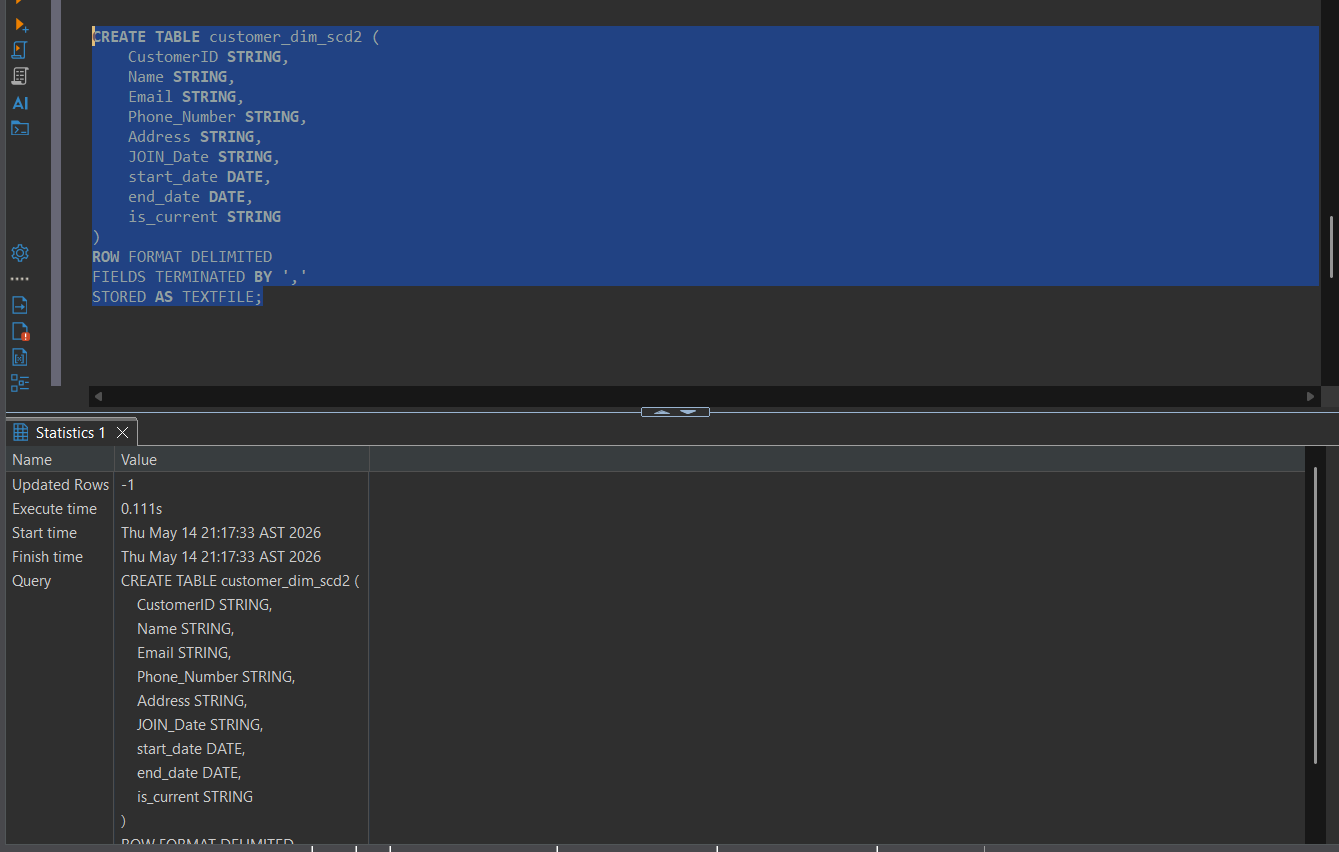 CREATE TABLE customer_dim_scd2 (
    CustomerID STRING,
    Name STRING,
    Email STRING,
    Phone_Number STRING,
    Address STRING,
    JOIN_Date STRING,
    start_date DATE,
    end_date DATE,
    is_current STRING
)
ROW FORMAT DELIMITED
FIELDS TERMINATED BY ','
STORED AS TEXTFILE;
AI
Statistics 1
Name Value
Updated Rows -1
Execute time 0.111s
Start time Thu May 14 21:17:33 AST 2026
Finish time Thu May 14 21:17:33 AST 2026
Query CREATE TABLE customer_dim_scd2 (
    CustomerID STRING,
    Name STRING,
    Email STRING,
    Phone_Number STRING,
    Address STRING,
    JOIN_Date STRING,
    start_date DATE,
    end_date DATE,
    is_current STRING
)
ROW FORMAT DELIMITED